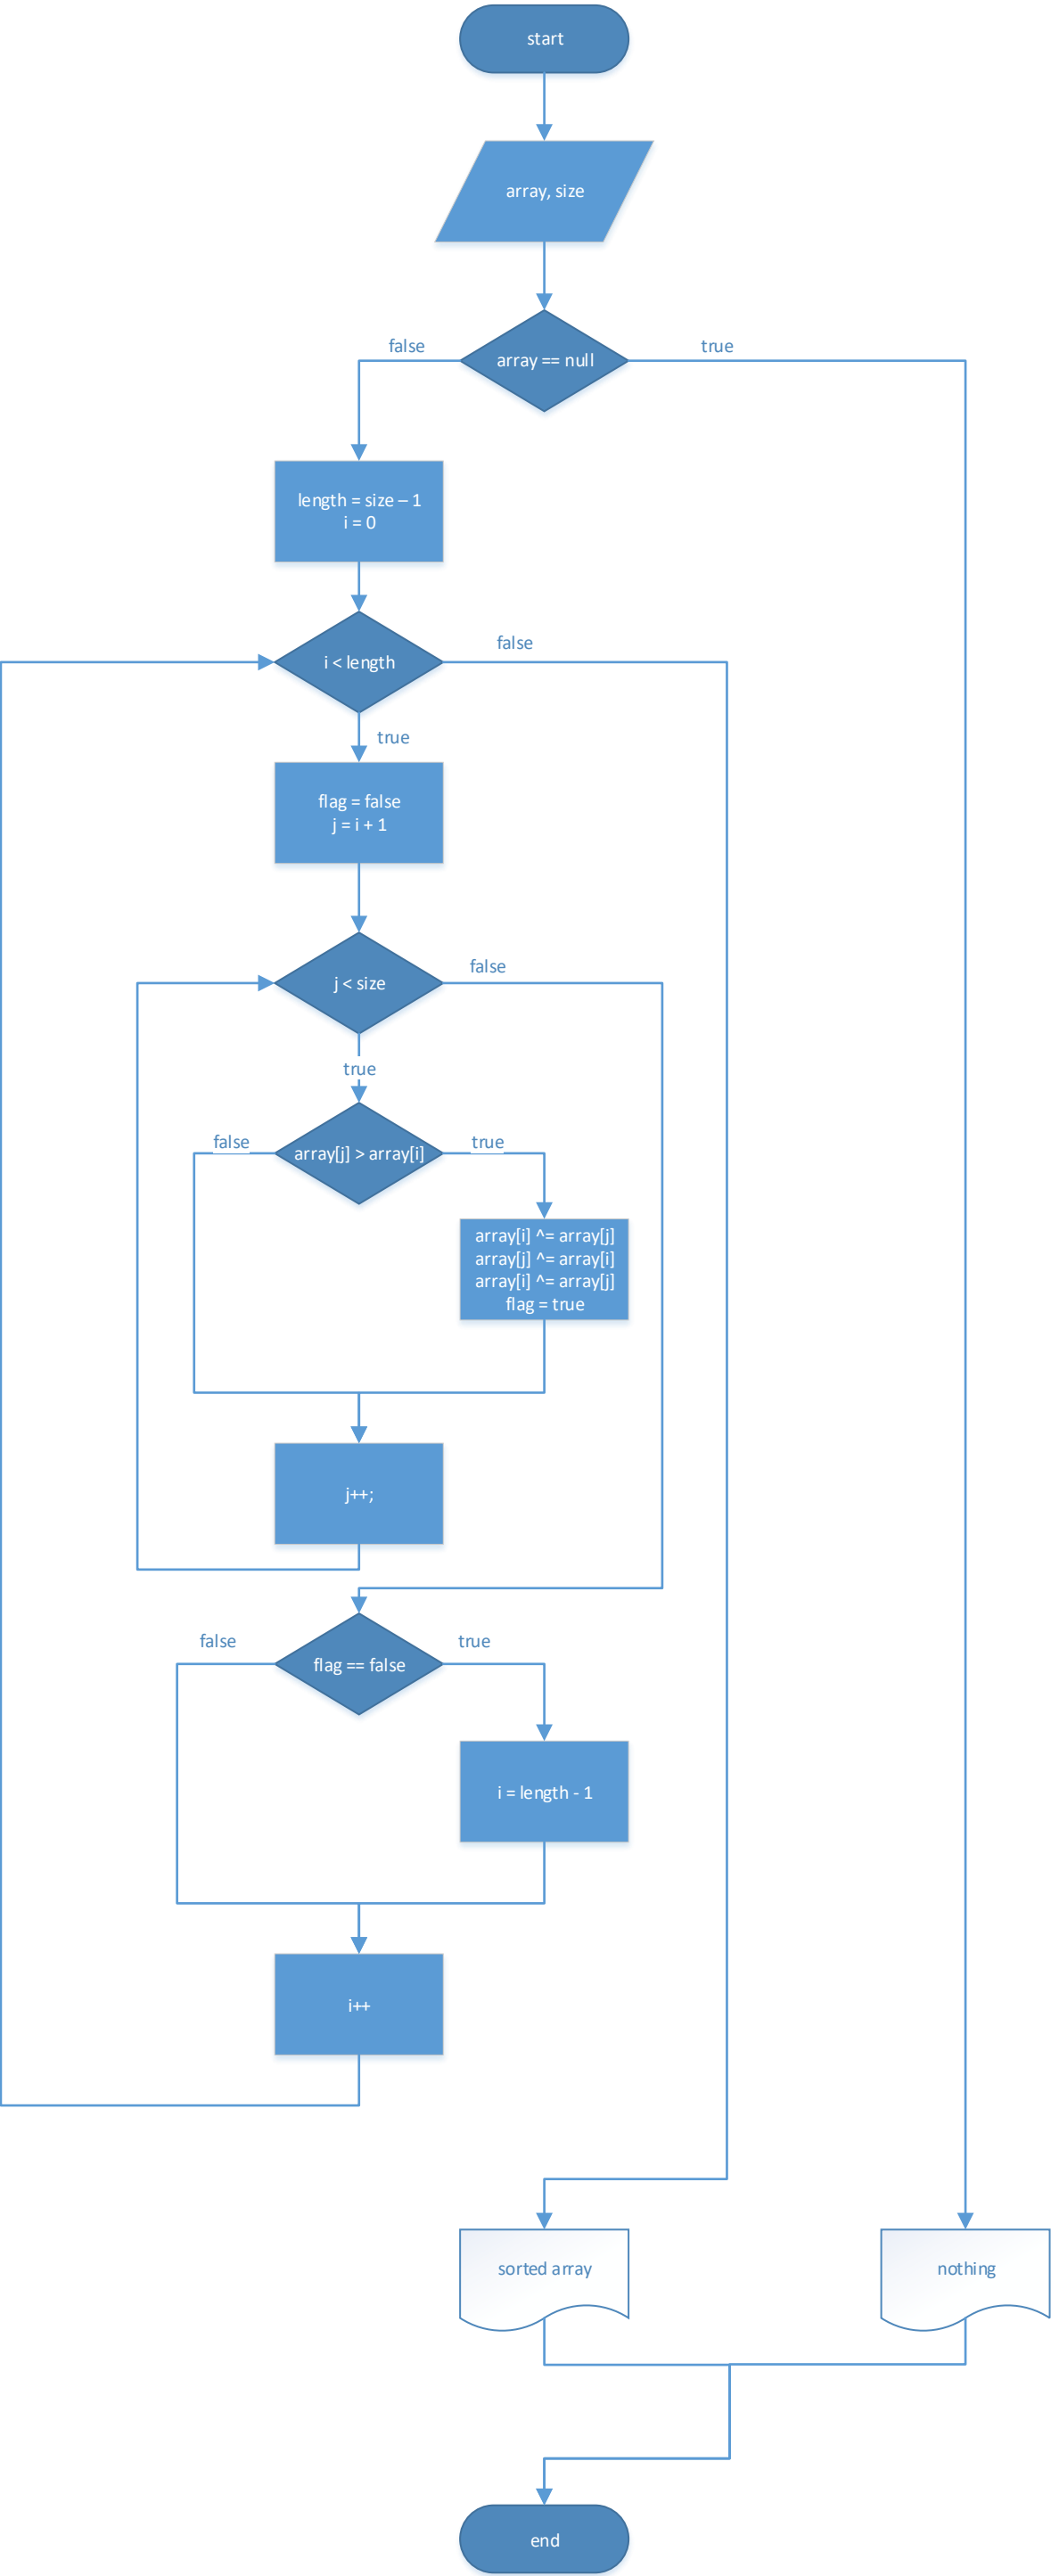 start
array, size
false
array == null
true
length = size – 1
i = 0
i < length
false
true
flag = false
j = i + 1
j < size
false
true
false
array[j] > array[i]
true
array[i] ^= array[j]
array[j] ^= array[i]
array[i] ^= array[j]
flag = true
j++;
false
flag == false
true
i = length - 1
i++
sorted array
nothing
end